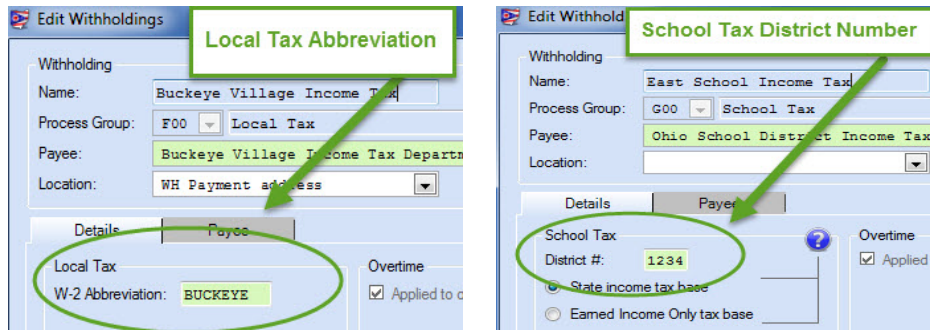 Edit Withholdings
Local Tax Abbreviation
Withholding
Name: Buckeye Village Income Tax
Process Group: F00 Local Tax
Payee: Buckeye Village Income Tax Departm
Location: WH Payment address
Details Payee
Local Tax
W-2 Abbreviation: BUCKEYE
Overtime
Applied to c
Edit Withhold
School Tax District Number
Withholding
Name: East School Income Tax
Process Group: G00 School Tax
Payee: Ohio School District Income Tax
Location:
Details Payee
School Tax
District #: 1234
? Overtime
Applied
State income tax base
Earned Income Only tax base